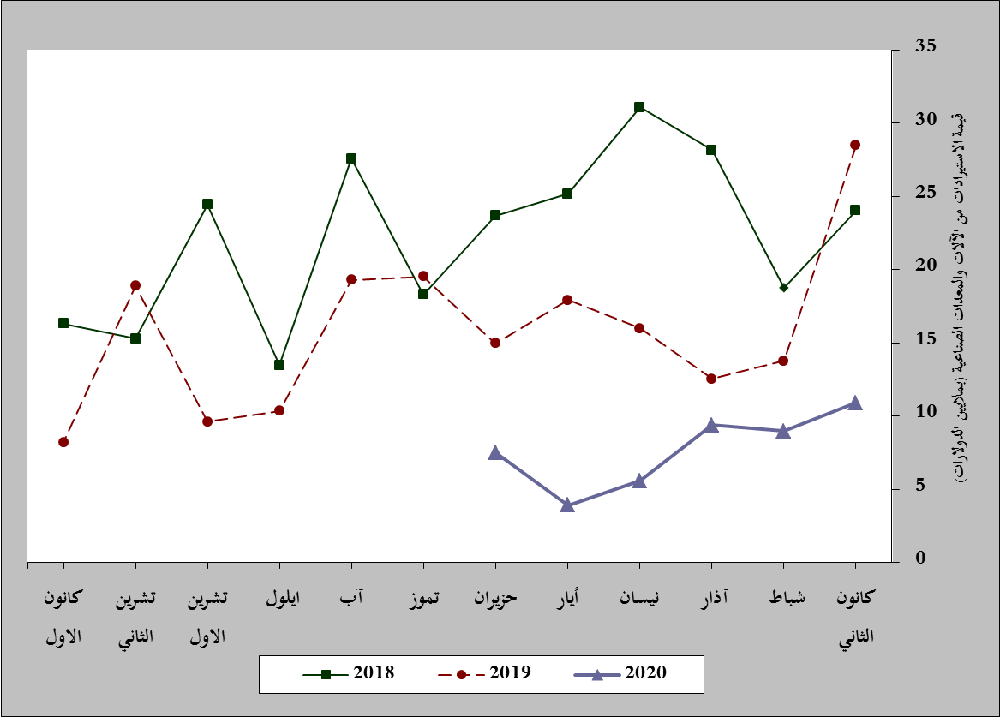 35
30
25
20
15
10
5
0
قيمة الاستيرادات من الآلات والمعدات الصناعية (بملايين الدولارات)
كانون الثاني
شباط
آذار
نيسان
أيار
حزيران
تموز
آب
ايلول
تشرين الاول
تشرين الثاني
كانون الاول
2018 2019 2020